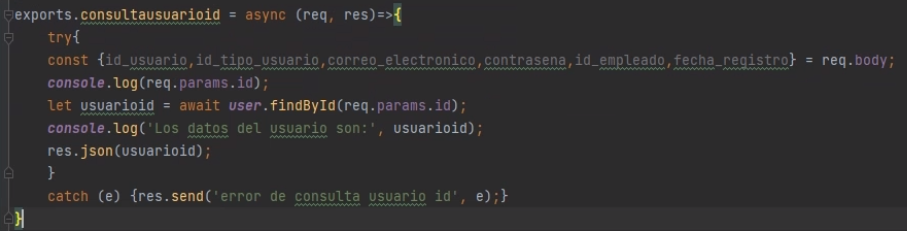 exports.consultausuarioid = async (req, res)=>{
try{
const {id_usuario,id_tipo_usuario,correo_electronico,contrasena,id_empleado,fecha_registro} = req.body;
console.log(req.params.id);
let usuarioid = await user.findById(req.params.id);
console.log('Los datos del usuario son:', usuarioid);
res.json(usuarioid);
}
catch (e) {res.send('error de consulta usuario id', e);}
}